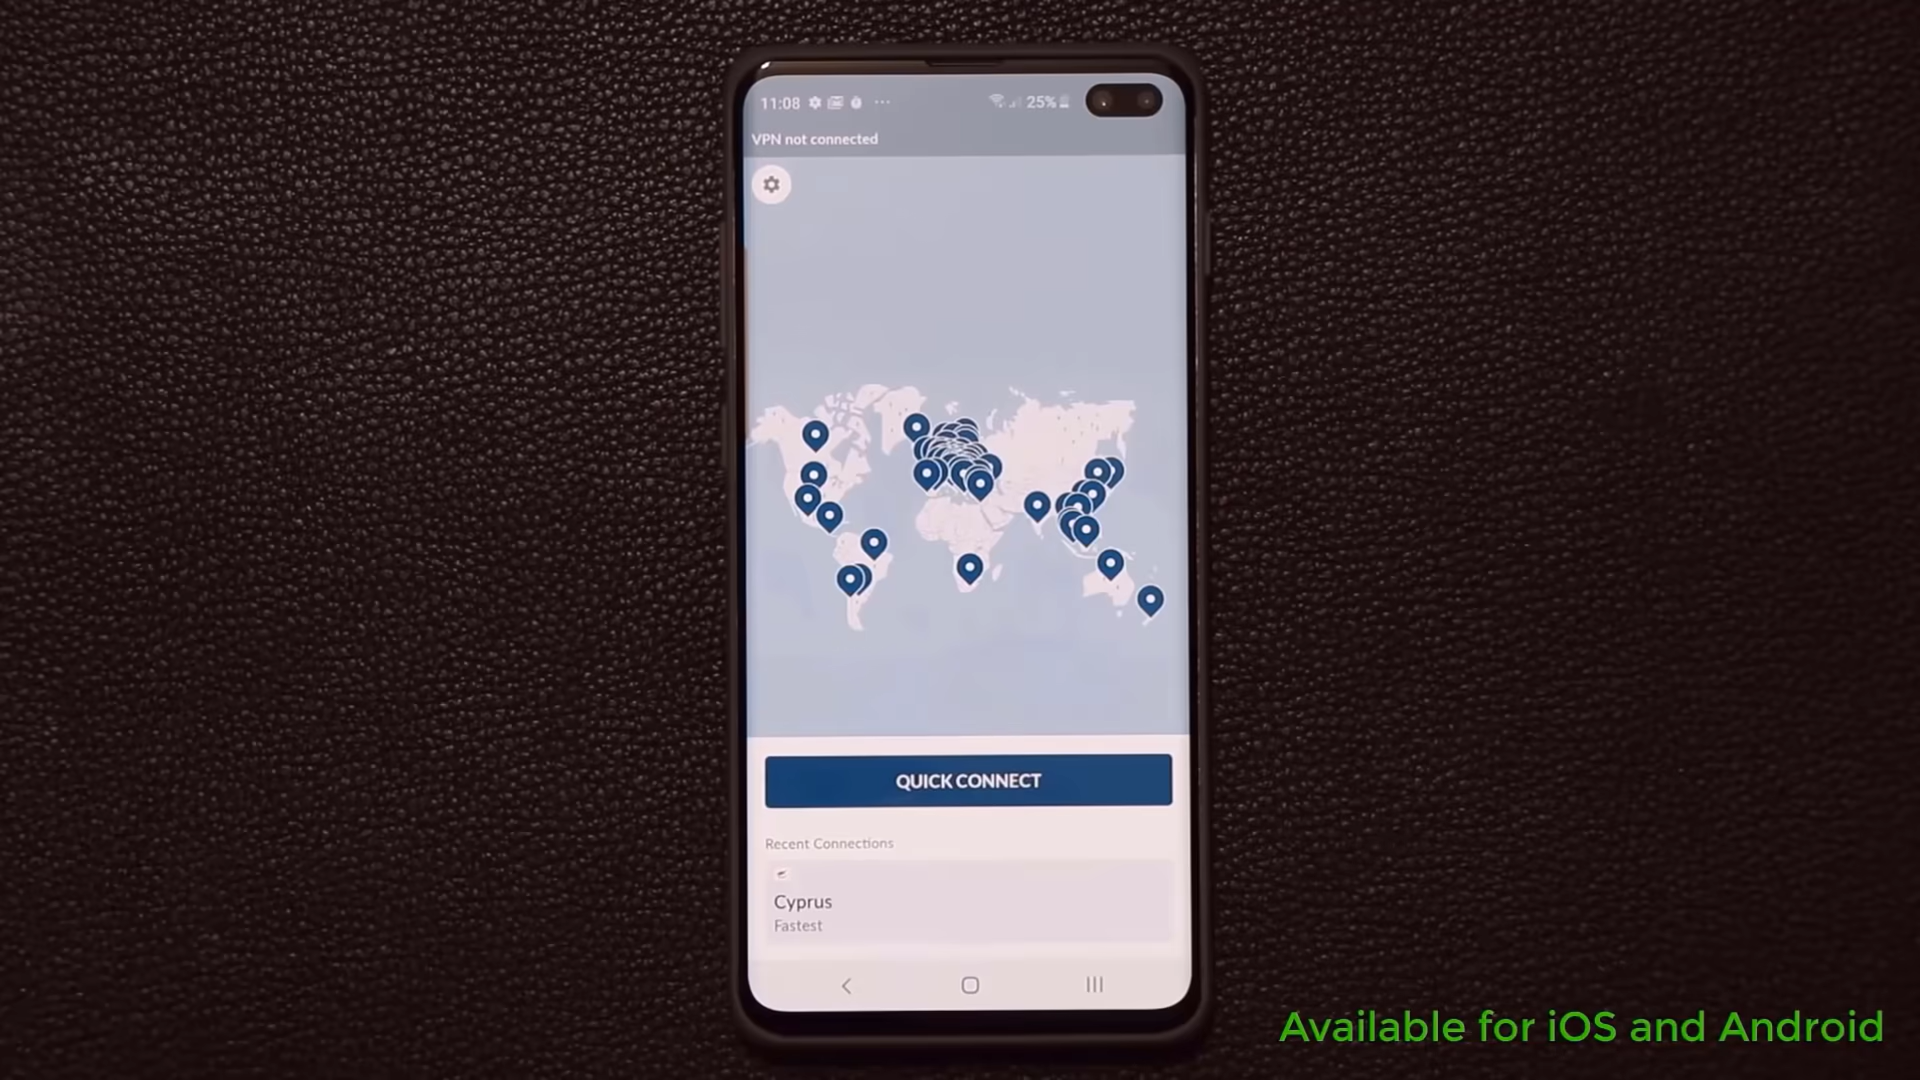 11:08 25%
VPN not connected
QUICK CONNECT
Recent Connections
Cyprus
Fastest
Available for iOS and Android